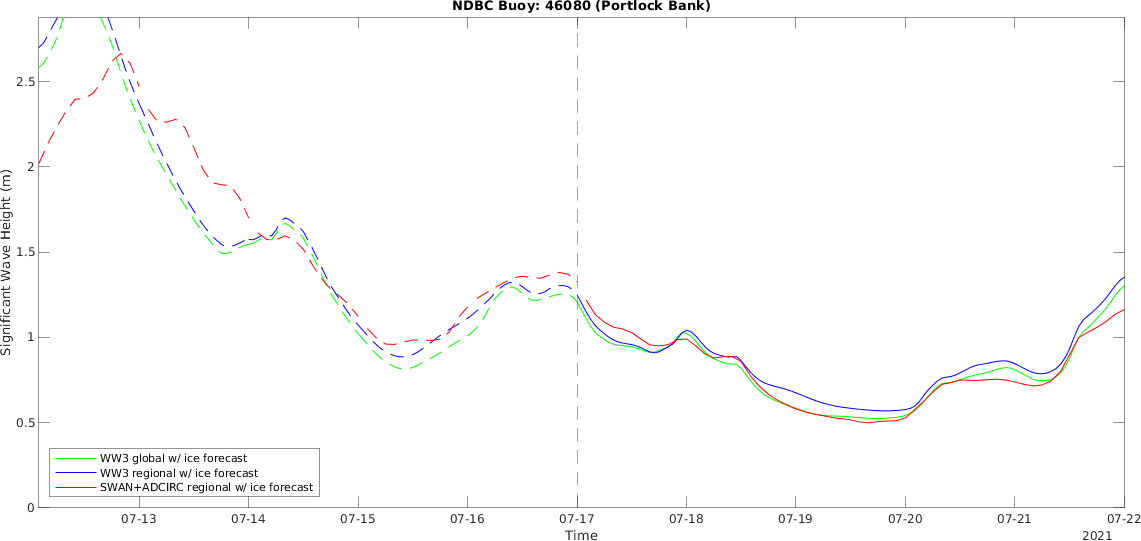 NDBC Buoy: 46080 (Portlock Bank)
Significant Wave Height (m)
2.5
2
1.5
1
0.5
0
WW3 global w/ ice forecast
WW3 regional w/ ice forecast
SWAN+ADCIRC regional w/ ice forecast
07-13 07-14 07-15 07-16 07-17 07-18 07-19 07-20 07-21 07-22
Time
2021